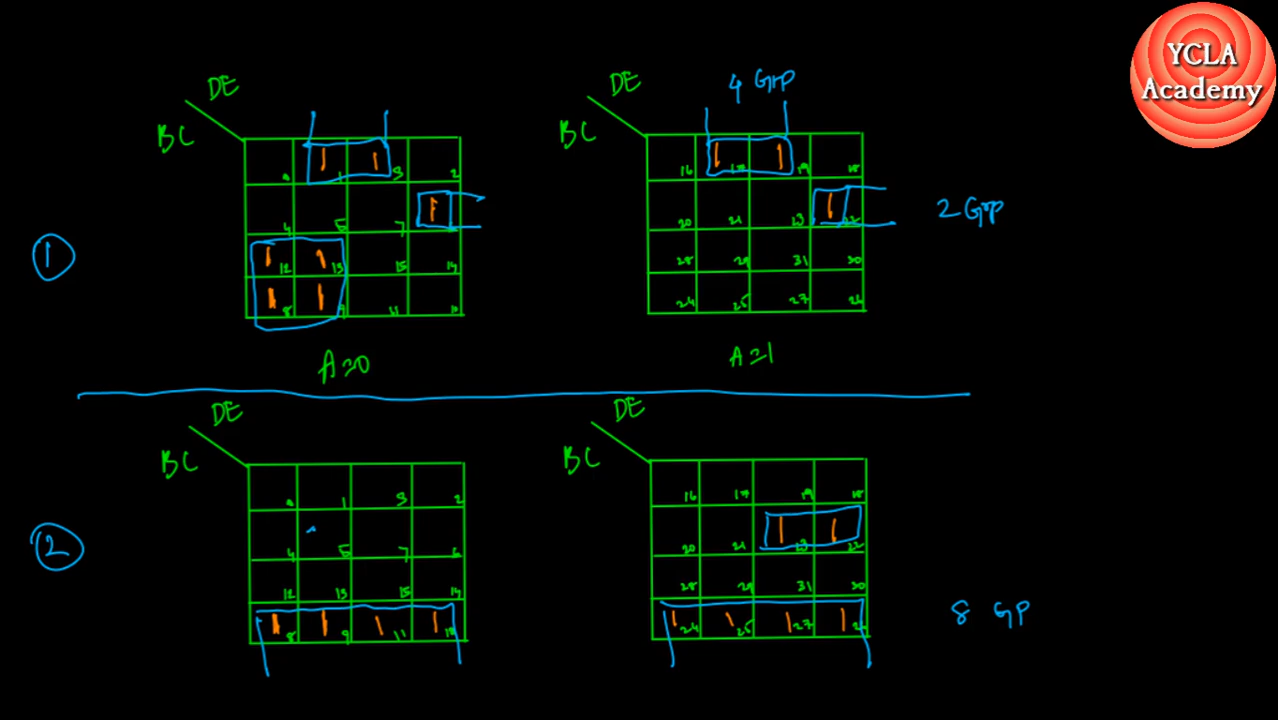 YCLA
Academy
DE
BC
4 Grp
DE
BC
0 1 3 2
16 17 19 18
4 5 7 6
20 21 23 22
2 Grp
1
12 13 15 14
28 29 31 30
8 9 11 10
24 25 27 26
A=0
A=1
DE
BC
DE
BC
0 1 3 2
16 17 19 18
4 5 7 6
20 21 23 22
2
12 13 15 14
28 29 31 30
8 9 11 10
24 25 27 26
8 GP